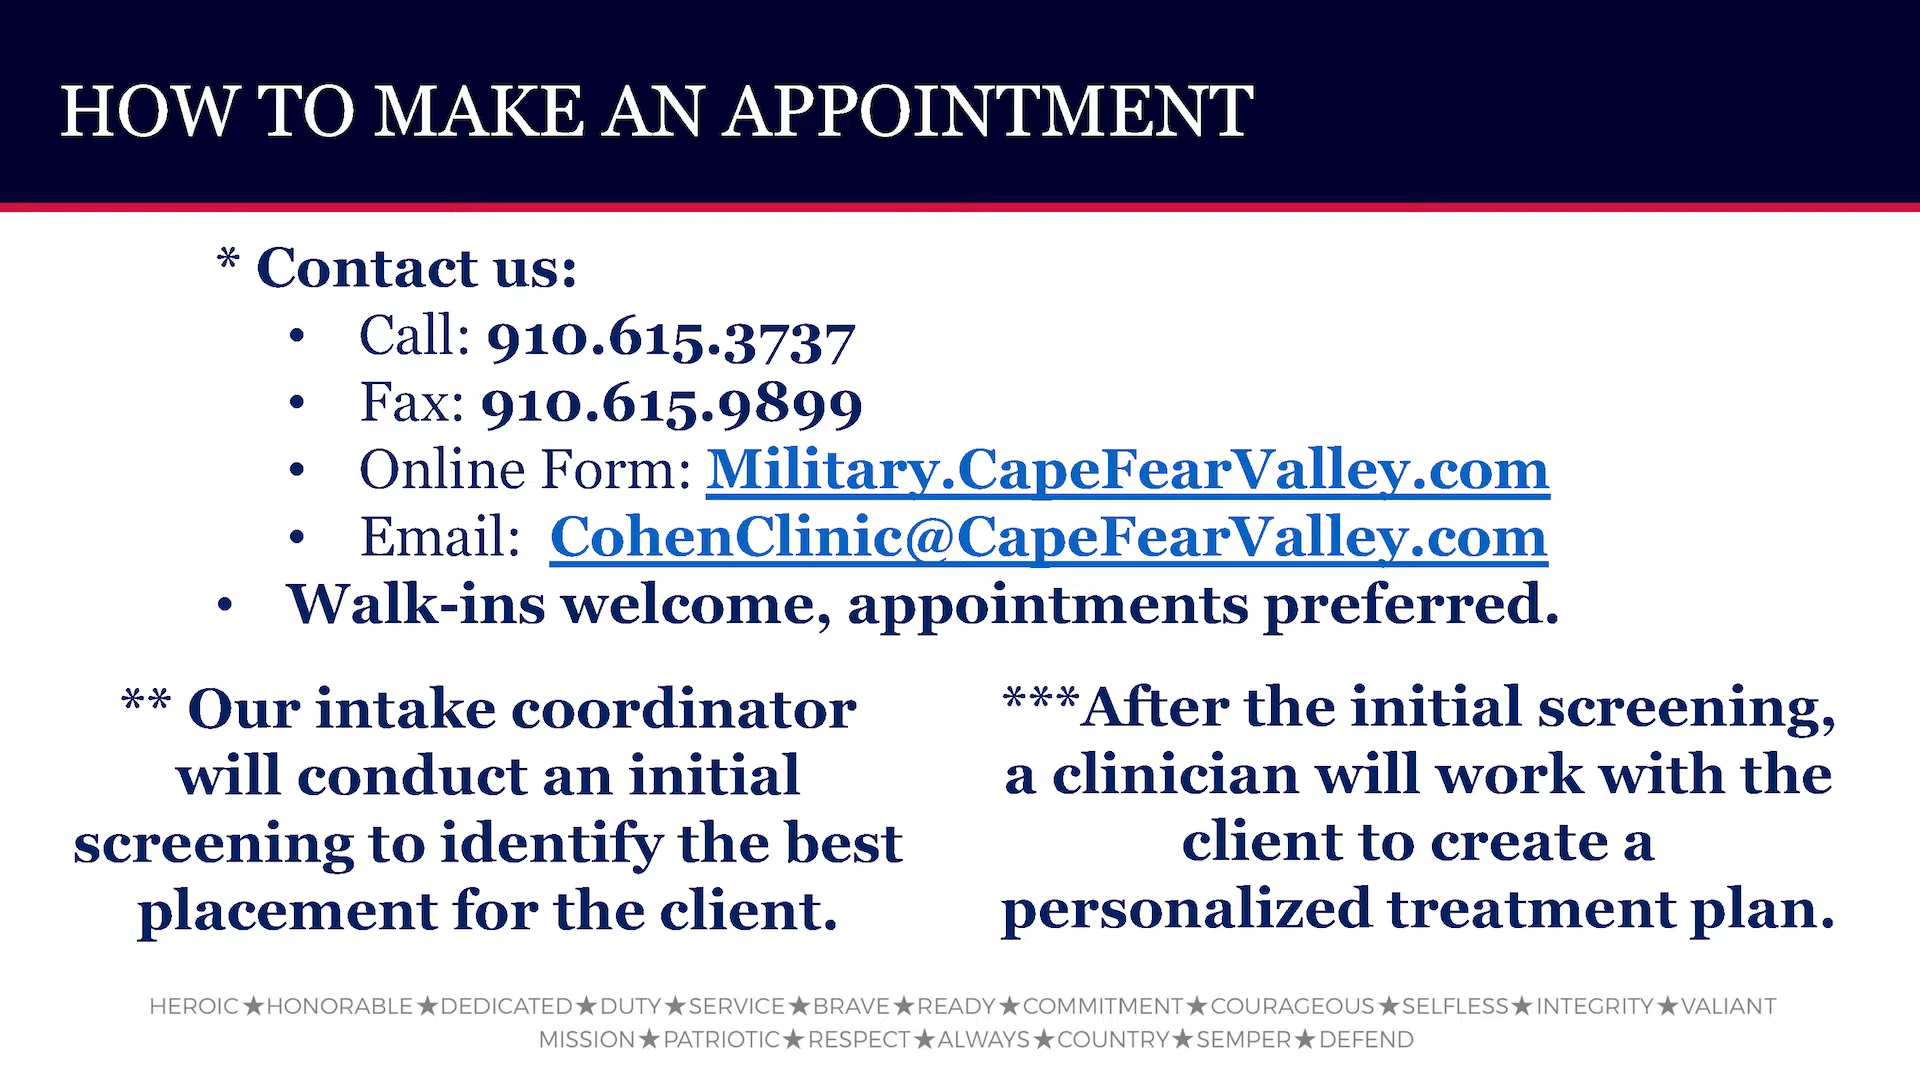 HOW TO MAKE AN APPOINTMENT
* Contact us:
• Call: 910.615.3737
• Fax: 910.615.9899
• Online Form: Military.CapeFearValley.com
• Email: CohenClinic@CapeFearValley.com
• Walk-ins welcome, appointments preferred.
** Our intake coordinator
will conduct an initial
screening to identify the best
placement for the client.
***After the initial screening,
a clinician will work with the
client to create a
personalized treatment plan.
HEROIC★HONORABLE★DEDICATED★DUTY★SERVICE★BRAVE★READY★COMMITMENT★COURAGEOUS★SELFLESS★INTEGRITY★VALIANT
MISSION★PATRIOTIC★RESPECT★ALWAYS★COUNTRY★SEMPER★DEFEND